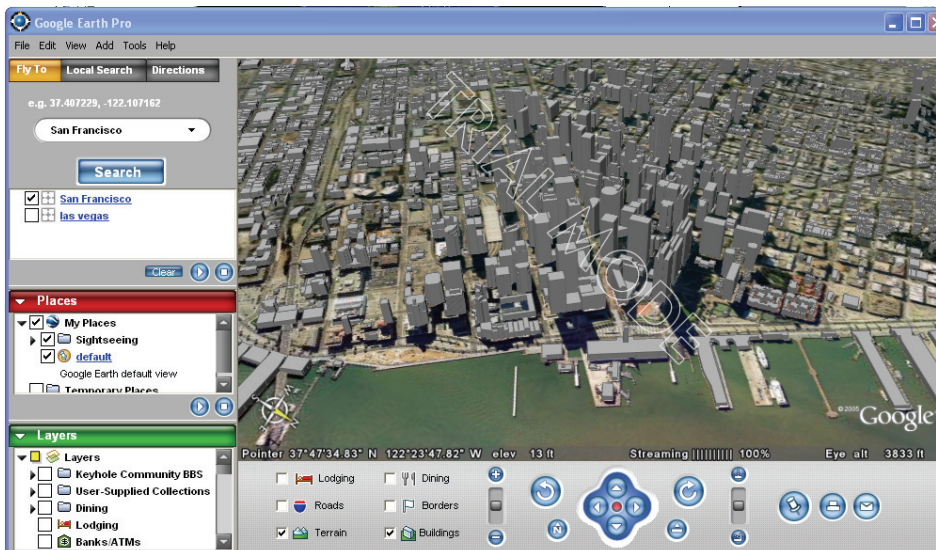 Google Earth Pro
File Edit View Add Tools Help
Fly To Local Search Directions
e.g. 37.407229, -122.107162
San Francisco
Search
San Francisco
las vegas
Clear
Places
My Places
Sightseeing
default
Google Earth default view
Temporary Places
Layers
Layers
Keyhole Community BBS
User-Supplied Collections
Dining
Lodging
Banks/ATMs
TRIAL MODE
© 2005 Google
Pointer 37°47'34.83" N 122°23'47.82" W elev 13 ft Streaming |||||||||| 100% Eye alt 3833 ft
Lodging Dining
Roads Borders
Terrain Buildings
N